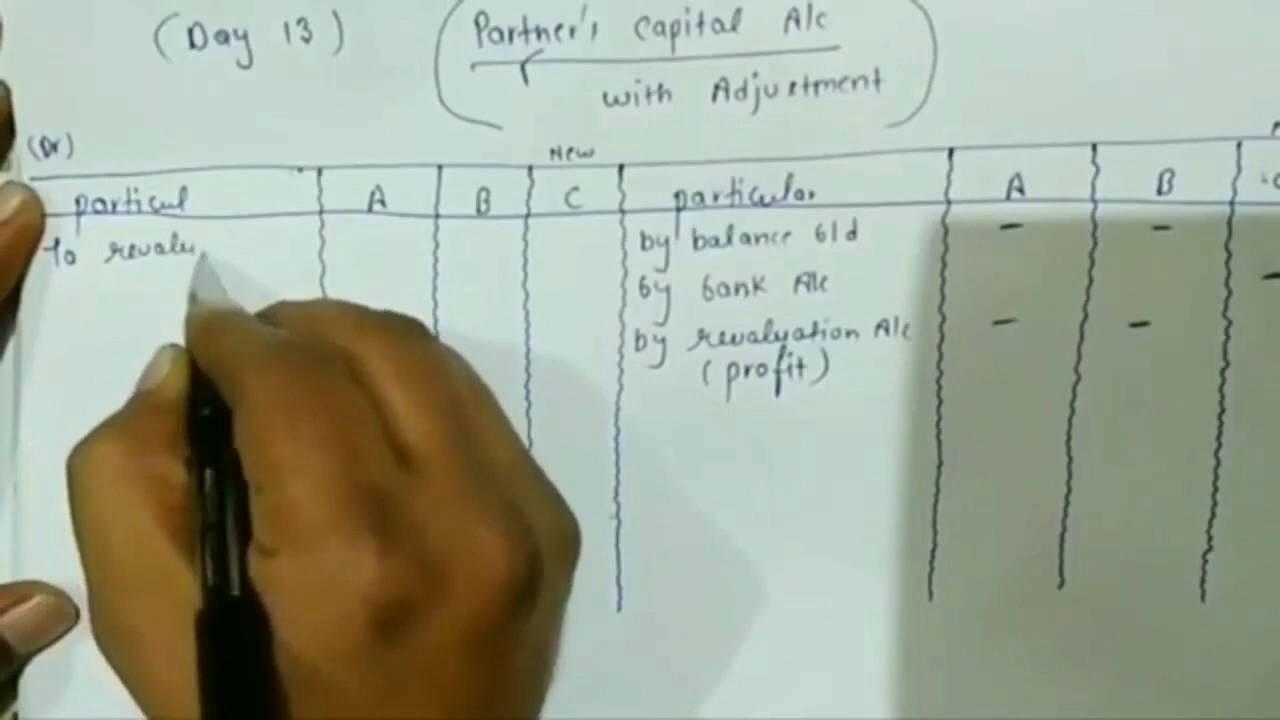 (Day 13)
Partner's Capital A/c
with Adjustment
(Dr)
New
particul A B C particular A B C
to revalu
by balance b/d
by bank A/c
by revaluation A/c
(profit)